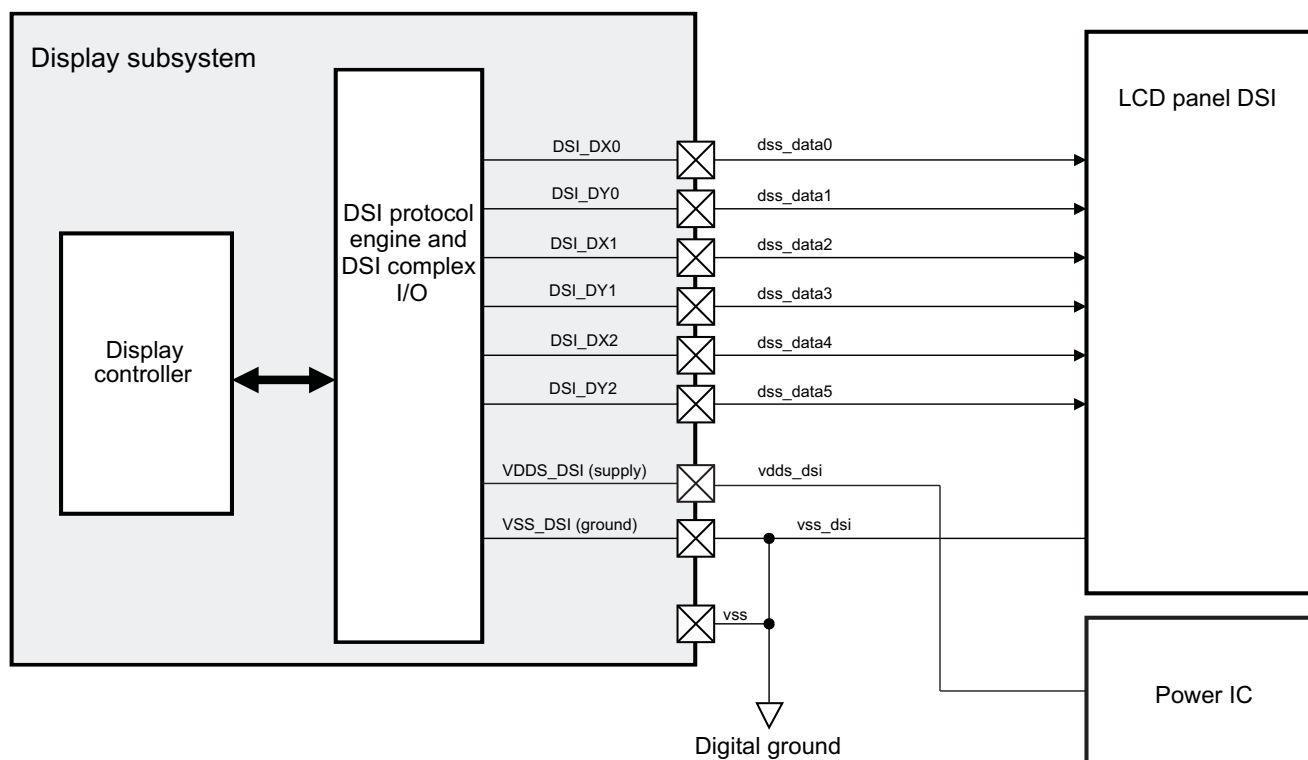 Display subsystem
LCD panel DSI
DSI_DX0
dss_data0
DSI_DY0
dss_data1
DSI protocol
engine and
DSI complex
I/O
DSI_DX1
dss_data2
DSI_DY1
dss_data3
Display
controller
DSI_DX2
dss_data4
DSI_DY2
dss_data5
VDDS_DSI (supply)
vdds_dsi
VSS_DSI (ground)
vss_dsi
vss
Power IC
Digital ground